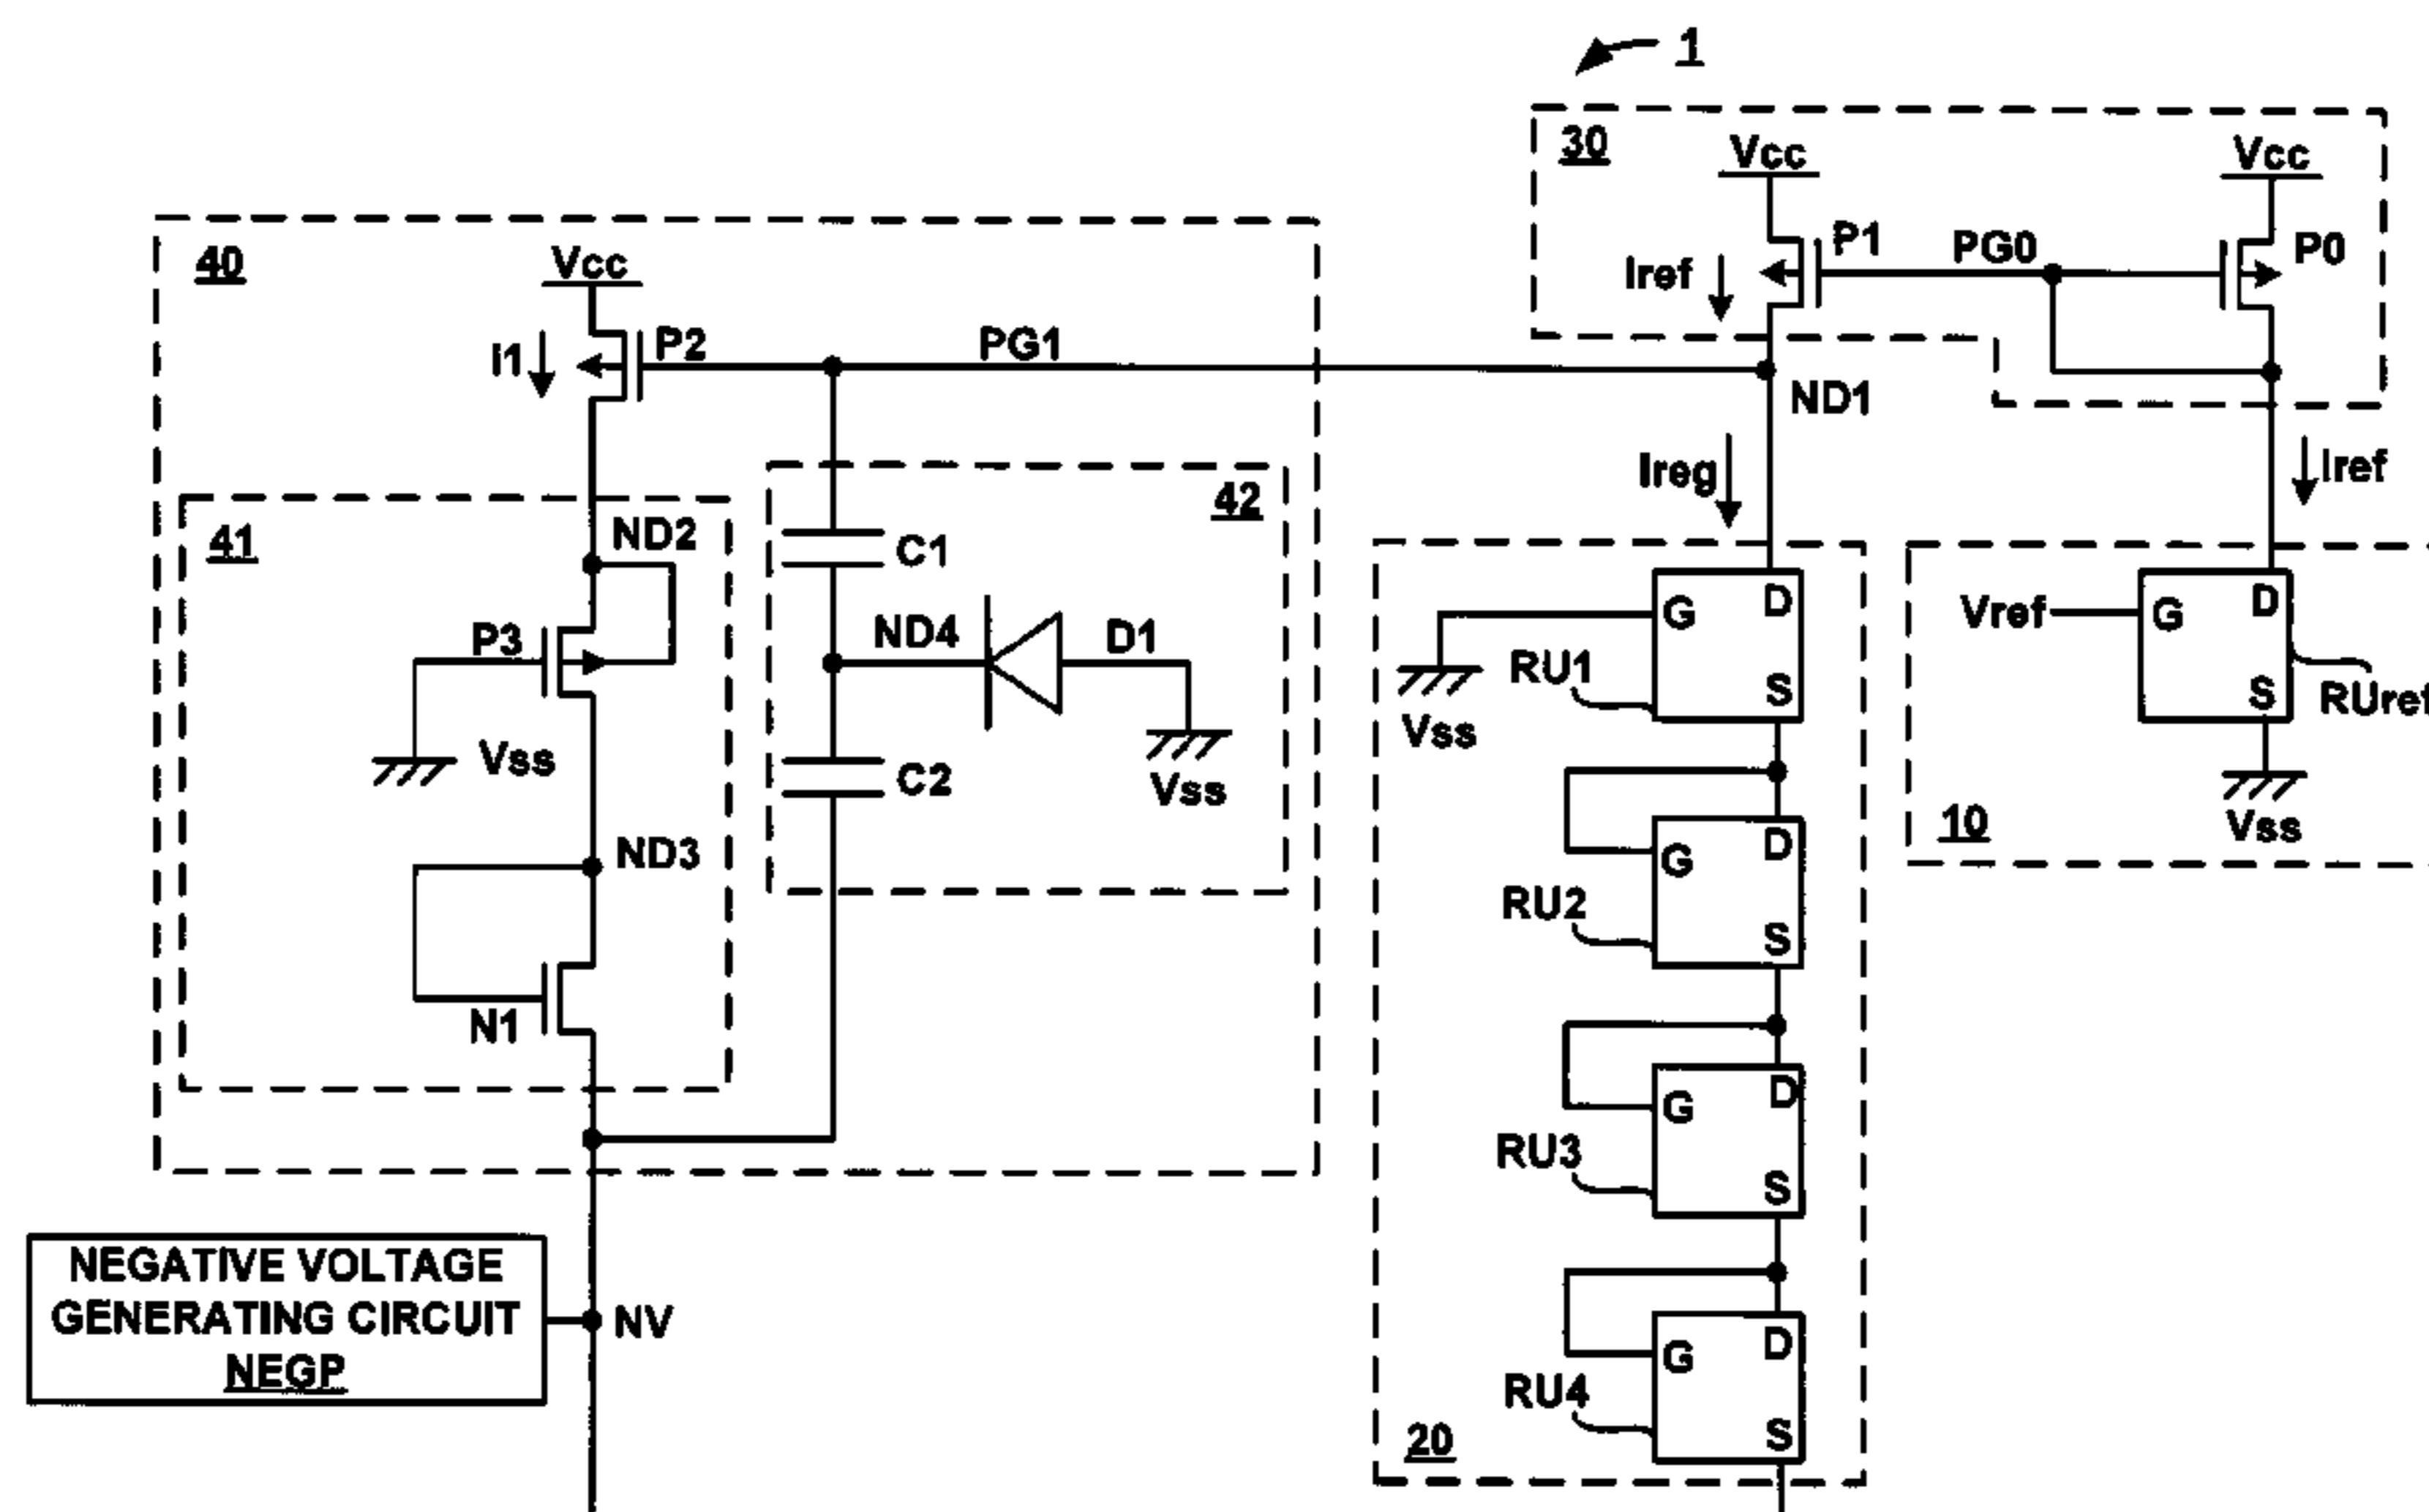 1
30
Vcc
Vcc
P1
PG0
P0
Iref
40
Vcc
P2
PG1
I1
ND1
Ireg
Iref
42
41
ND2
C1
ND4
D1
P3
Vss
C2
Vss
ND3
N1
G
D
S
RU1
Vss
Vref
G
D
S
RUref
10
Vss
G
D
S
RU2
G
D
S
RU3
G
D
S
RU4
20
NEGATIVE VOLTAGE
GENERATING CIRCUIT
NEGP
NV